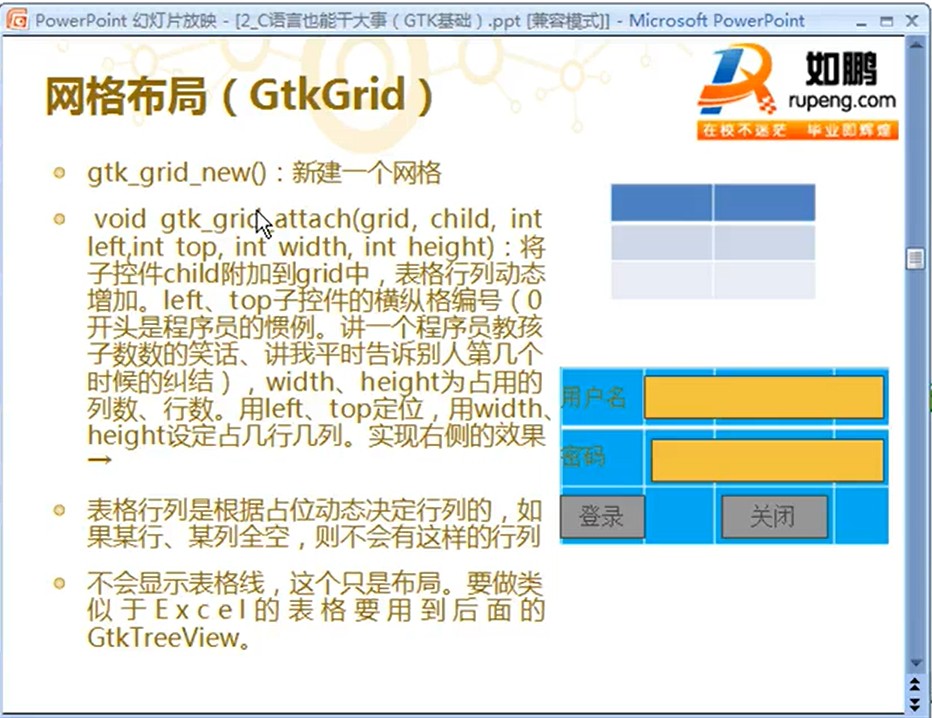 PowerPoint 幻灯片放映 - [2_C语言也能干大事（GTK基础）.ppt [兼容模式]] - Microsoft PowerPoint
网格布局（GtkGrid）
如鹏
rupeng.com
在校不迷茫 毕业即辉煌
gtk_grid_new()：新建一个网格
void gtk_grid_attach(grid, child, int
left,int top, int width, int height)：将
子控件child附加到grid中，表格行列动态
增加。left、top子控件的横纵格编号（0
开头是程序员的惯例。讲一个程序员教孩
子数数的笑话、讲我平时告诉别人第几个
时候的纠结），width、height为占用的
列数、行数。用left、top定位，用width、
height设定占几行几列。实现右侧的效果
→
表格行列是根据占位动态决定行列的，如
果某行、某列全空，则不会有这样的行列
不会显示表格线，这个只是布局。要做类
似于Excel的表格要用到后面的
GtkTreeView。
用户名
密码
登录
关闭